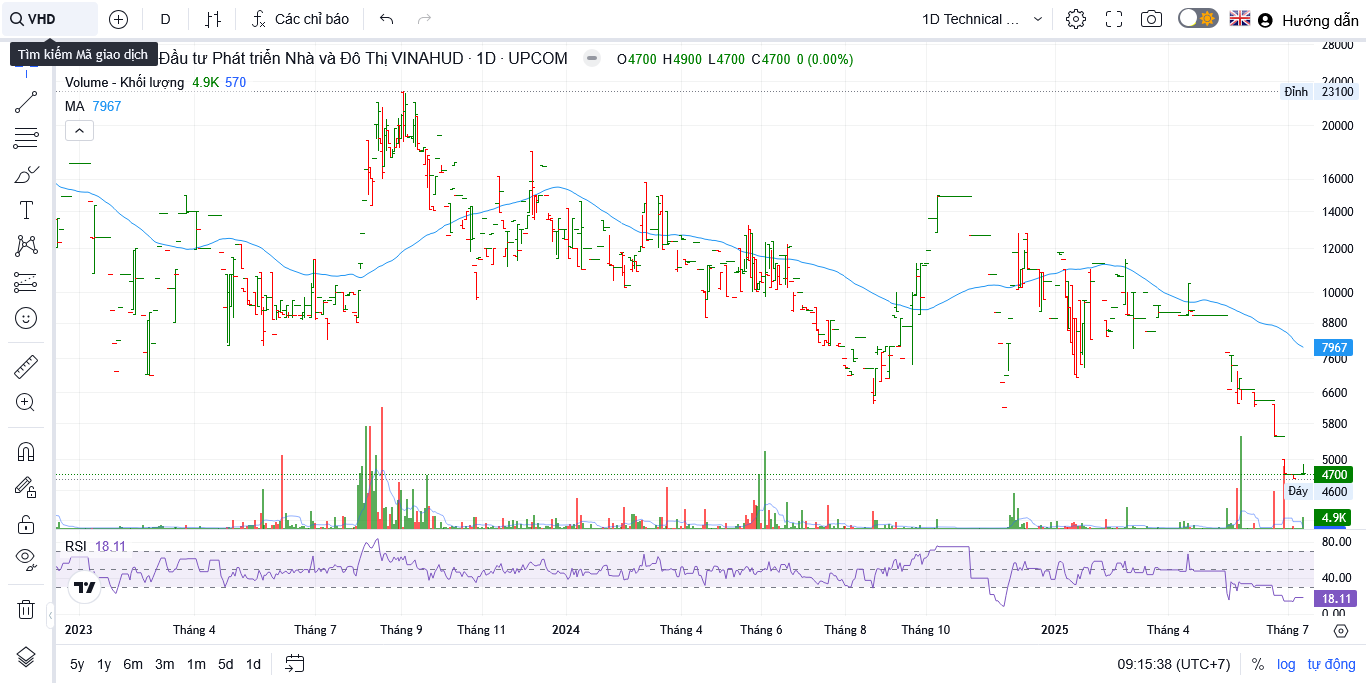 VHD
D
Các chỉ báo
1D Technical ...
Hướng dẫn
Tìm kiếm Mã giao dịch
Đầu tư Phát triển Nhà và Đô Thị VINAHUD · 1D · UPCOM
O4700 H4900 L4700 C4700 0 (0.00%)
Volume - Khối lượng 4.9K 570
MA 7967
28000
24000
Đỉnh 23100
20000
16000
14000
12000
10000
8800
7967
7600
6600
5800
5000
4700
Đáy 4600
4.9K
RSI 18.11
80.00
40.00
18.11
0.00
2023 Tháng 4 Tháng 7 Tháng 9 Tháng 11 2024 Tháng 4 Tháng 6 Tháng 8 Tháng 10 2025 Tháng 4 Tháng 7
5y 1y 6m 3m 1m 5d 1d
09:15:38 (UTC+7) % log tự động